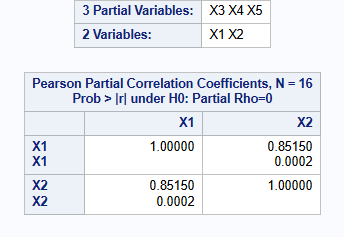 3 Partial Variables: X3 X4 X5
2 Variables: X1 X2
Pearson Partial Correlation Coefficients, N = 16
Prob > |r| under H0: Partial Rho=0
X1 X2
X1 1.00000 0.85150
X1 0.0002
X2 0.85150 1.00000
X2 0.0002